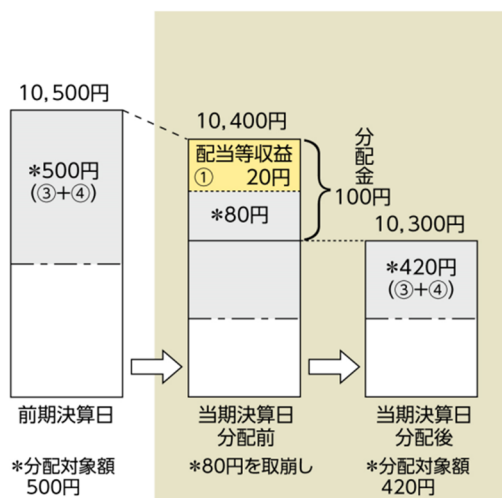 10,500円
*500円
(③+④)
前期決算日
*分配対象額
500円
10,400円
配当等収益
① 20円
*80円
分配金
100円
当期決算日
分配前
*80円を取崩し
10,300円
*420円
(③+④)
当期決算日
分配後
*分配対象額
420円